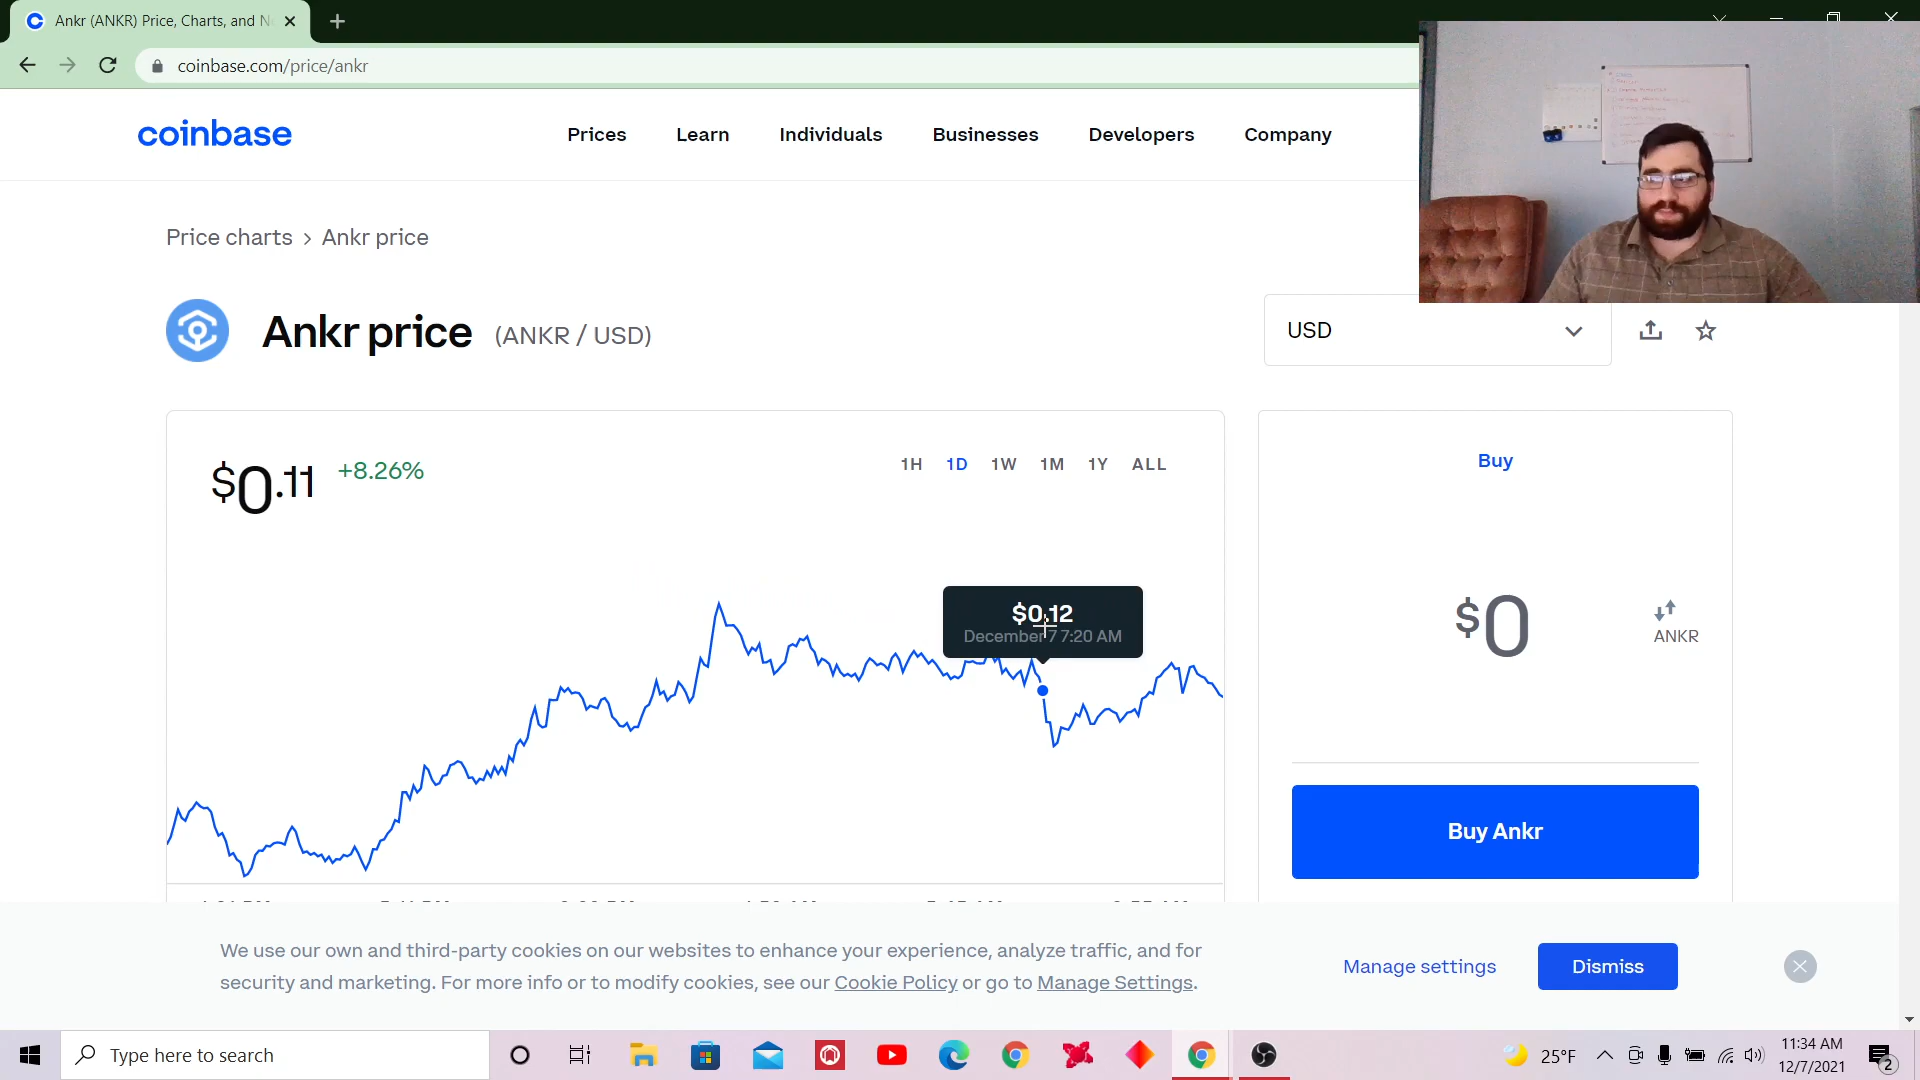 Ankr (ANKR) Price, Charts, and N
coinbase.com/price/ankr
coinbase
Prices
Learn
Individuals
Businesses
Developers
Company
Price charts › Ankr price
Ankr price (ANKR / USD)
USD
$0.11 +8.26%
1H 1D 1W 1M 1Y ALL
Buy
$0.12
December 7 7:20 AM
$0
ANKR
Buy Ankr
We use our own and third-party cookies on our websites to enhance your experience, analyze traffic, and for
security and marketing. For more info or to modify cookies, see our Cookie Policy or go to Manage Settings.
Manage settings
Dismiss
Type here to search
25°F
11:34 AM
12/7/2021
2